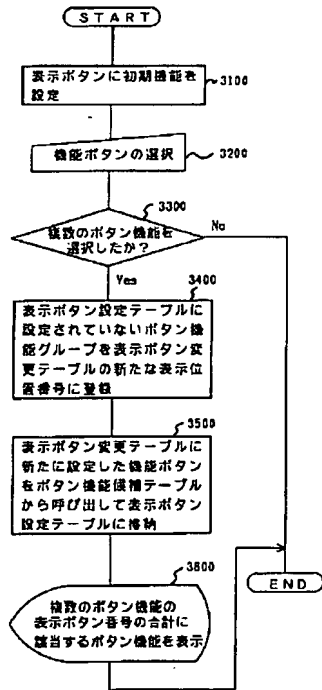 START
表示ボタンに初期機能を
設定
3100
機能ボタンの選択
3200
3300
複数のボタン機能を
選択したか?
No
Yes
3400
表示ボタン設定テーブルに
設定されていないボタン機
能グループを表示ボタン変
更テーブルの新たな表示位
置番号に登録
3500
表示ボタン変更テーブルに
新たに設定した機能ボタン
をボタン機能候補テーブル
から呼び出して表示ボタン
設定テーブルに格納
3600
複数のボタン機能の
表示ボタン番号の合計に
該当するボタン機能を表示
END